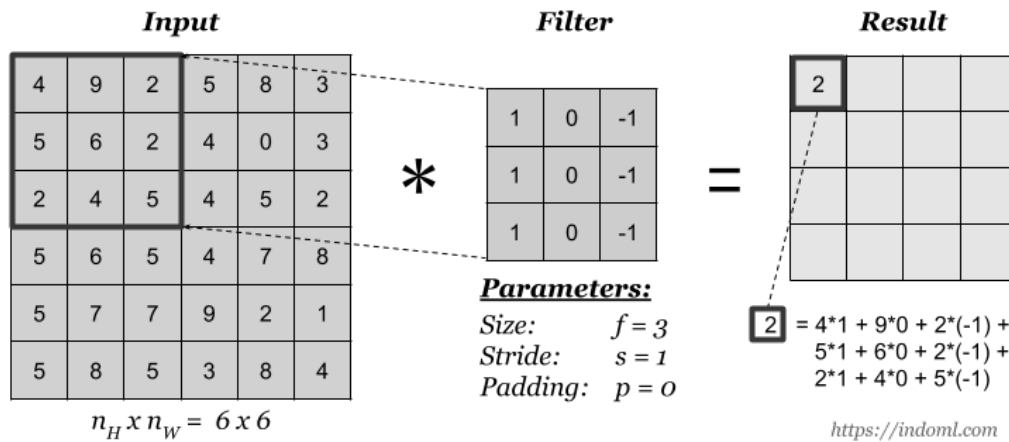 Input
4 9 2 5 8 3
5 6 2 4 0 3
2 4 5 4 5 2
5 6 5 4 7 8
5 7 7 9 2 1
5 8 5 3 8 4
n_H x n_W = 6 x 6
*
Filter
1 0 -1
1 0 -1
1 0 -1
Parameters:
Size: f = 3
Stride: s = 1
Padding: p = 0
=
Result
2
2 = 4*1 + 9*0 + 2*(-1) +
5*1 + 6*0 + 2*(-1) +
2*1 + 4*0 + 5*(-1)
https://indoml.com